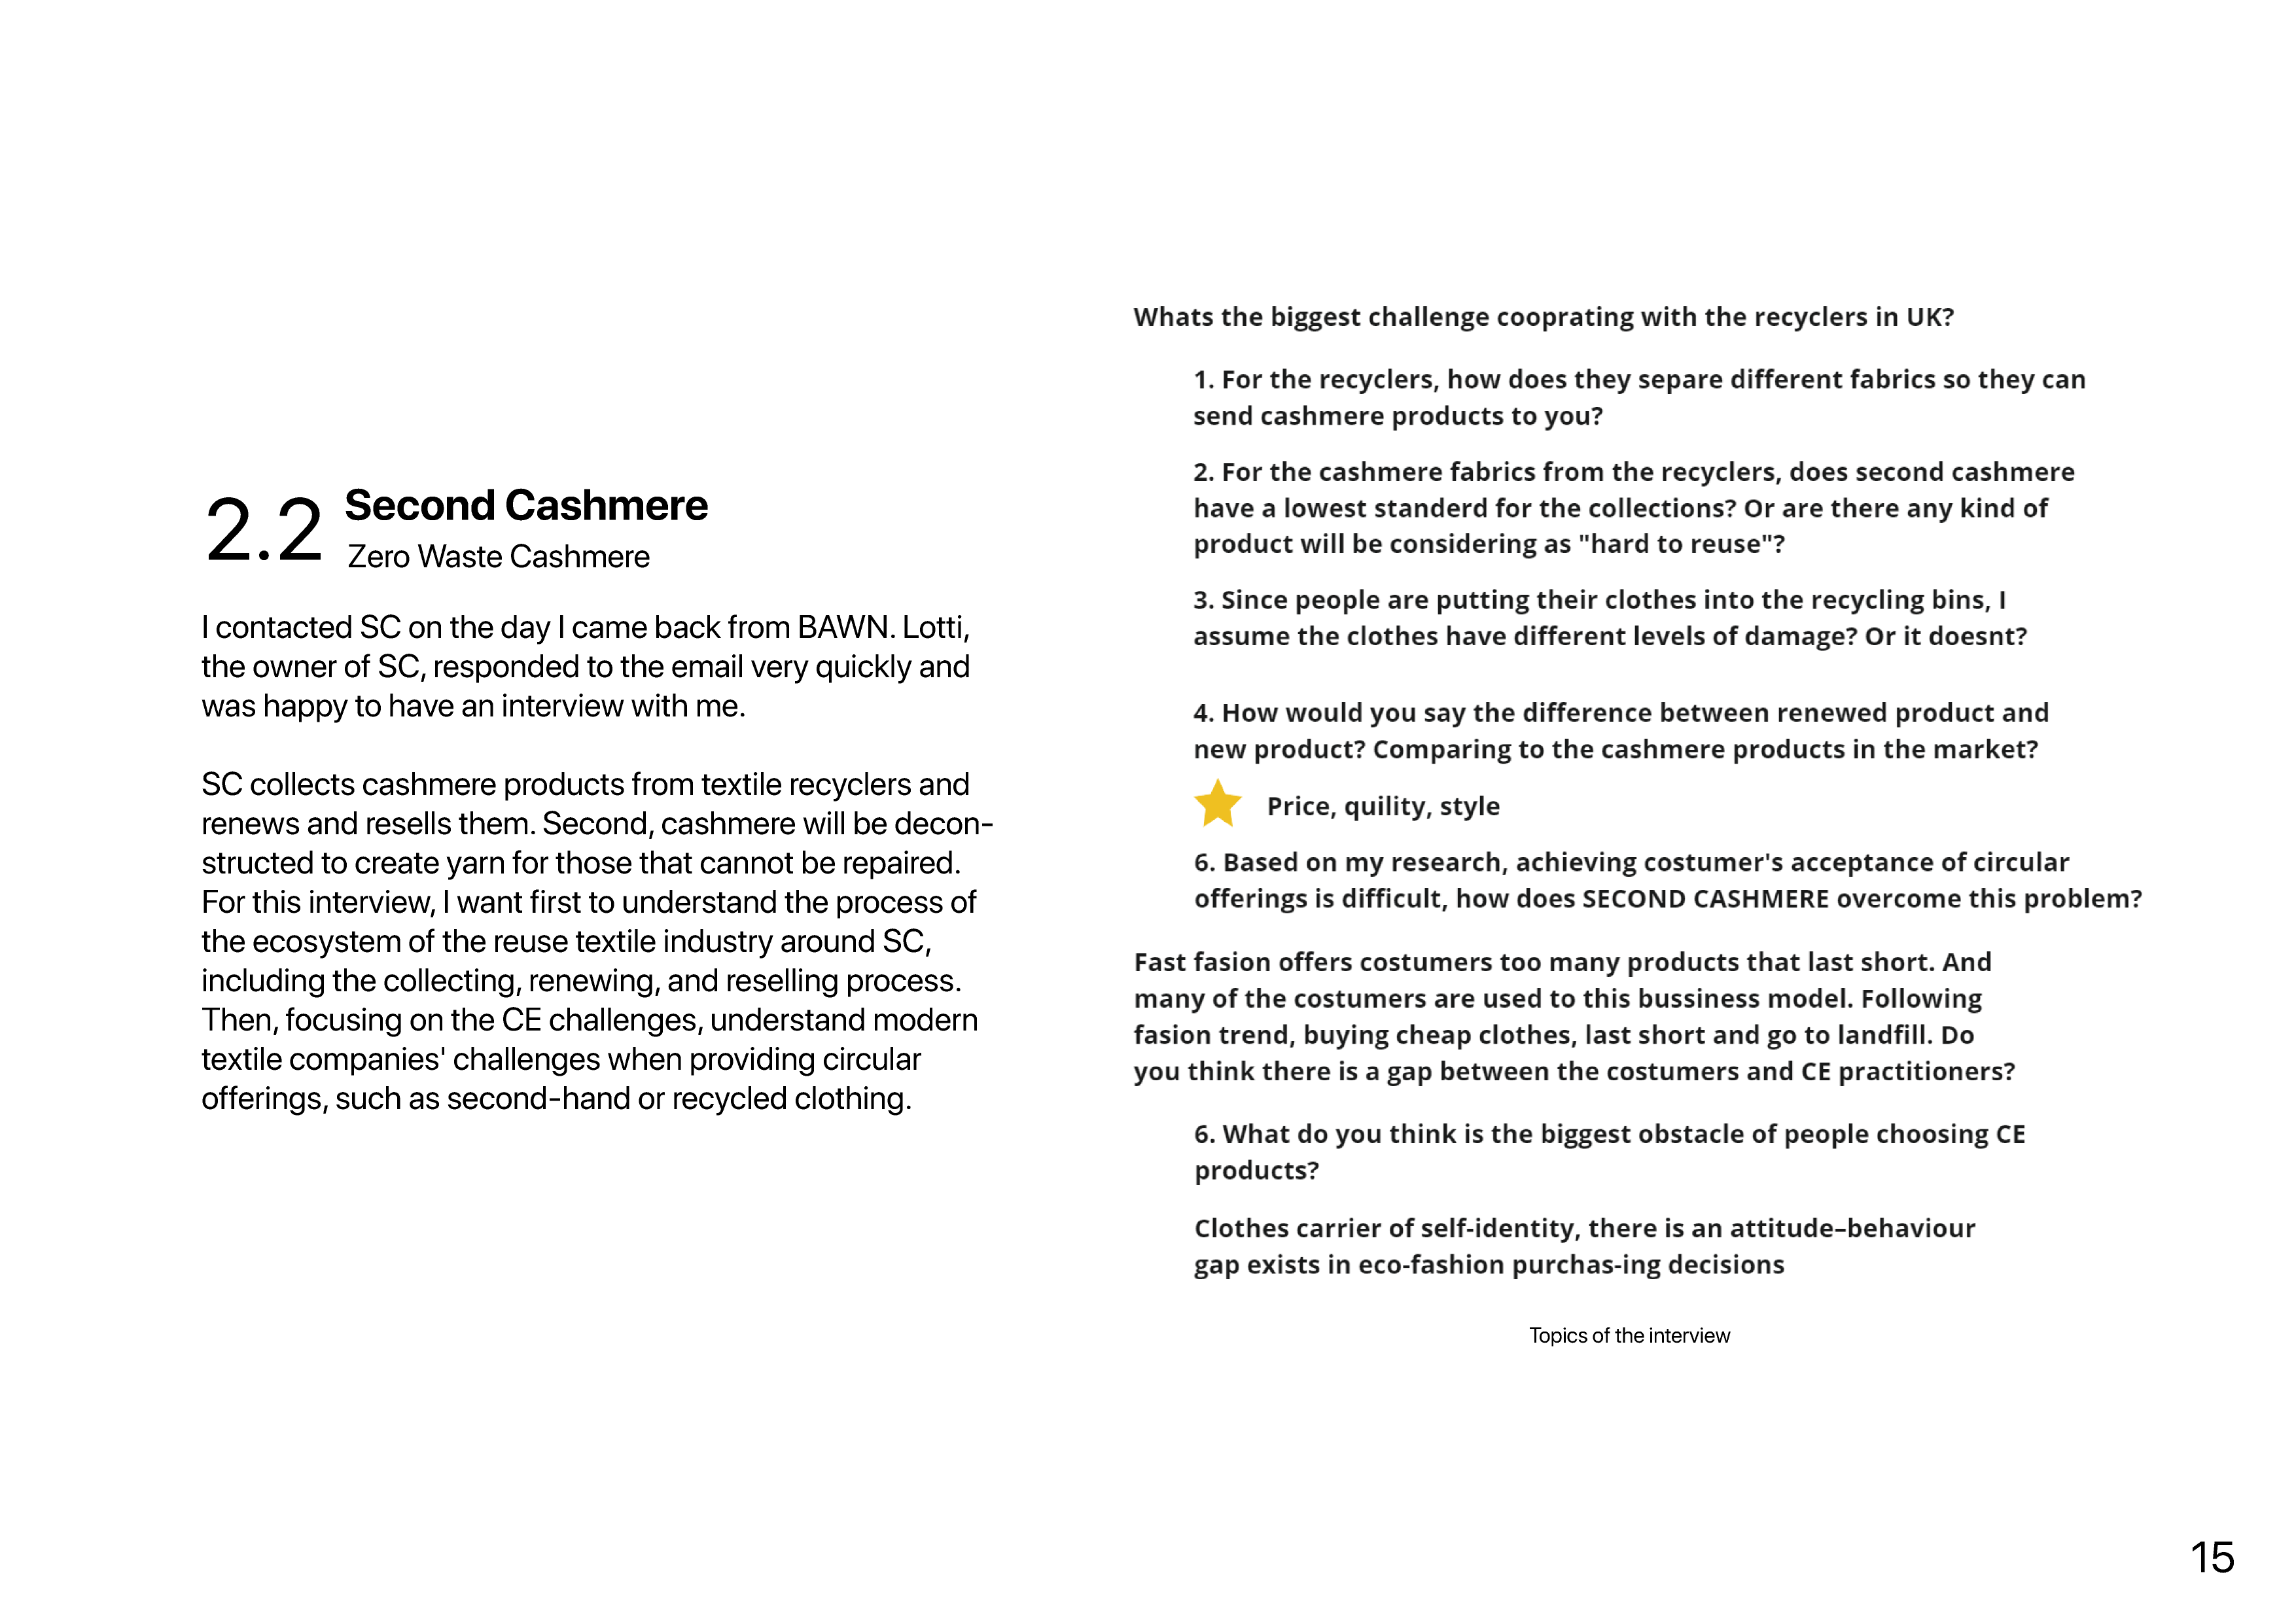 2.2 Second Cashmere
Zero Waste Cashmere
I contacted SC on the day I came back from BAWN. Lotti,
the owner of SC, responded to the email very quickly and
was happy to have an interview with me.
SC collects cashmere products from textile recyclers and
renews and resells them. Second, cashmere will be decon-
structed to create yarn for those that cannot be repaired.
For this interview, I want first to understand the process of
the ecosystem of the reuse textile industry around SC,
including the collecting, renewing, and reselling process.
Then, focusing on the CE challenges, understand modern
textile companies' challenges when providing circular
offerings, such as second-hand or recycled clothing.
Whats the biggest challenge cooprating with the recyclers in UK?
1. For the recyclers, how does they separe different fabrics so they can
send cashmere products to you?
2. For the cashmere fabrics from the recyclers, does second cashmere
have a lowest standerd for the collections? Or are there any kind of
product will be considering as "hard to reuse"?
3. Since people are putting their clothes into the recycling bins, I
assume the clothes have different levels of damage? Or it doesnt?
4. How would you say the difference between renewed product and
new product? Comparing to the cashmere products in the market?
Price, quility, style
6. Based on my research, achieving costumer's acceptance of circular
offerings is difficult, how does SECOND CASHMERE overcome this problem?
Fast fasion offers costumers too many products that last short. And
many of the costumers are used to this bussiness model. Following
fasion trend, buying cheap clothes, last short and go to landfill. Do
you think there is a gap between the costumers and CE practitioners?
6. What do you think is the biggest obstacle of people choosing CE
products?
Clothes carrier of self-identity, there is an attitude–behaviour
gap exists in eco-fashion purchas-ing decisions
Topics of the interview
15